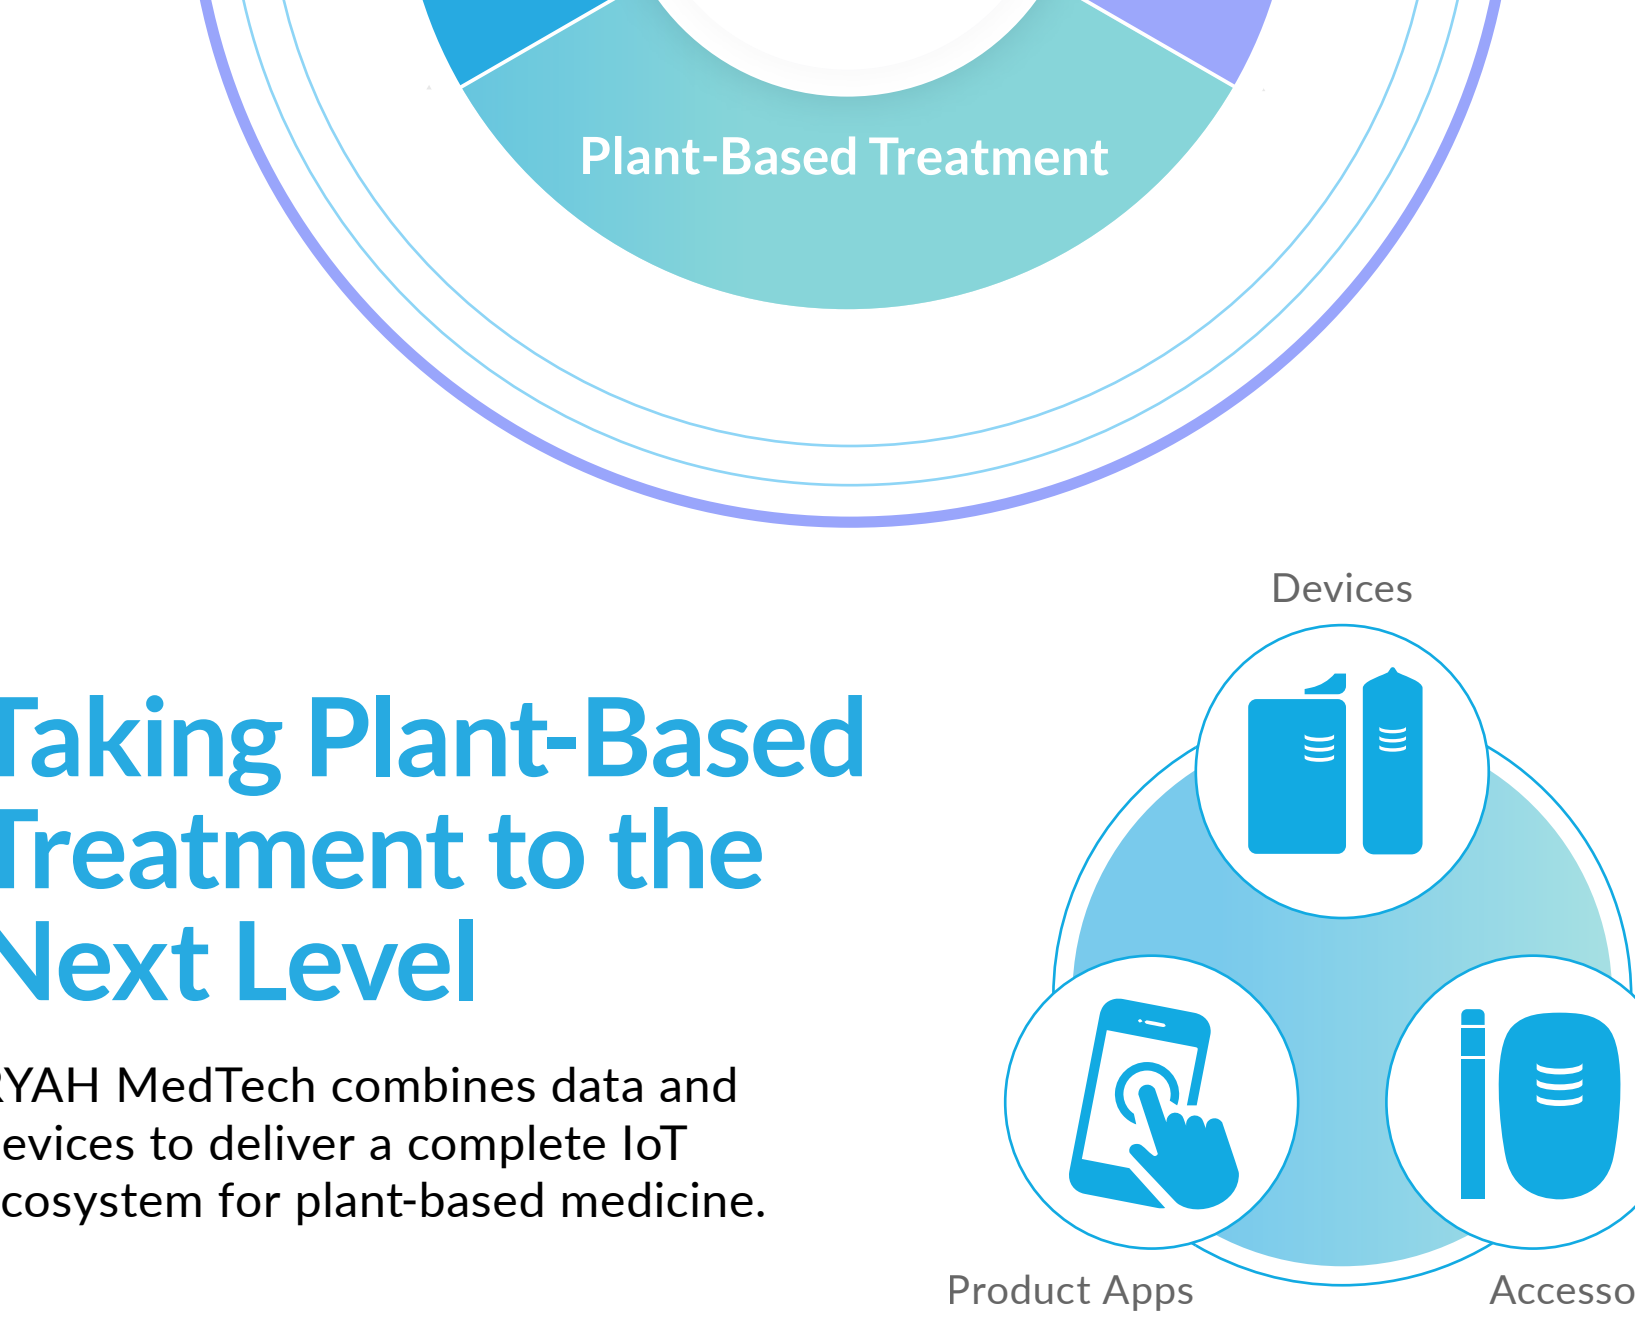 Plant-Based Treatment
Devices
Taking Plant-Based
Treatment to the
Next Level
YAH MedTech combines data and
evices to deliver a complete IoT
cosystem for plant-based medicine.
Product Apps
Accesso